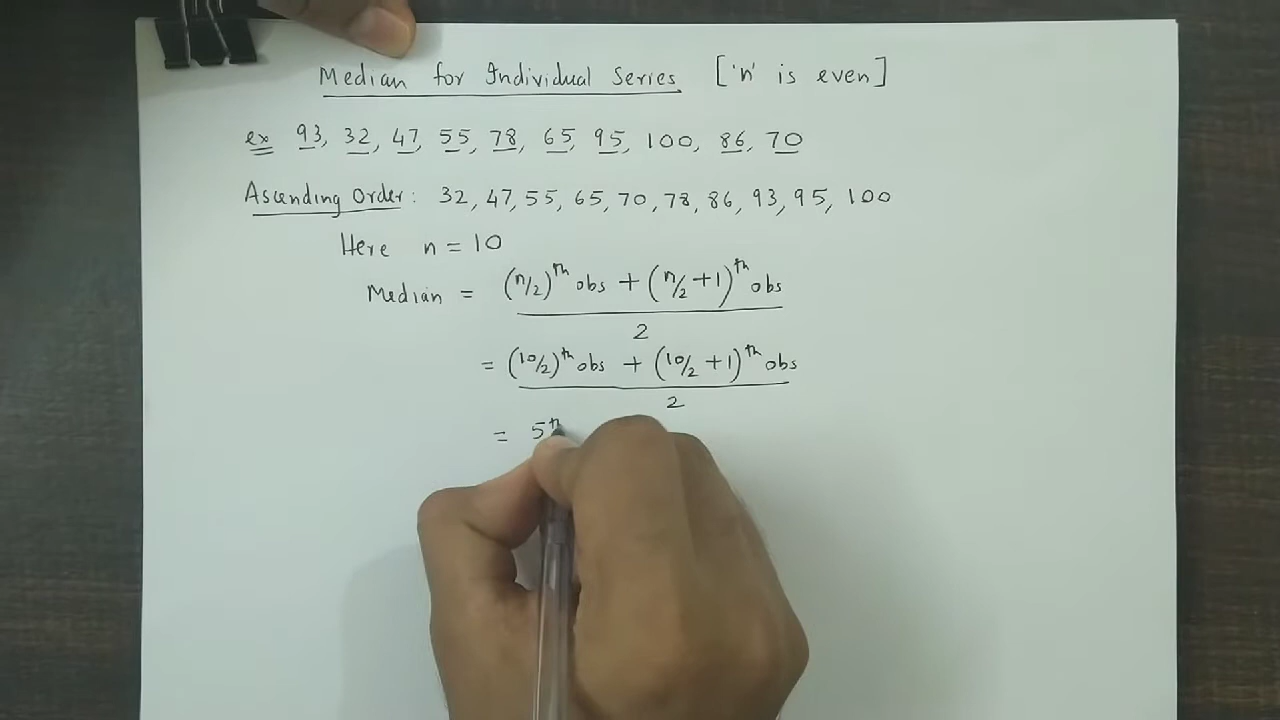 Median for Individual Series ['n' is even]
ex 93, 32, 47, 55, 78, 65, 95, 100, 86, 70
Ascending Order: 32, 47, 55, 65, 70, 78, 86, 93, 95, 100
Here n = 10
Median = (n/2)th obs + (n/2 + 1)th obs
2
= (10/2)th obs + (10/2 + 1)th obs
2
= 5th